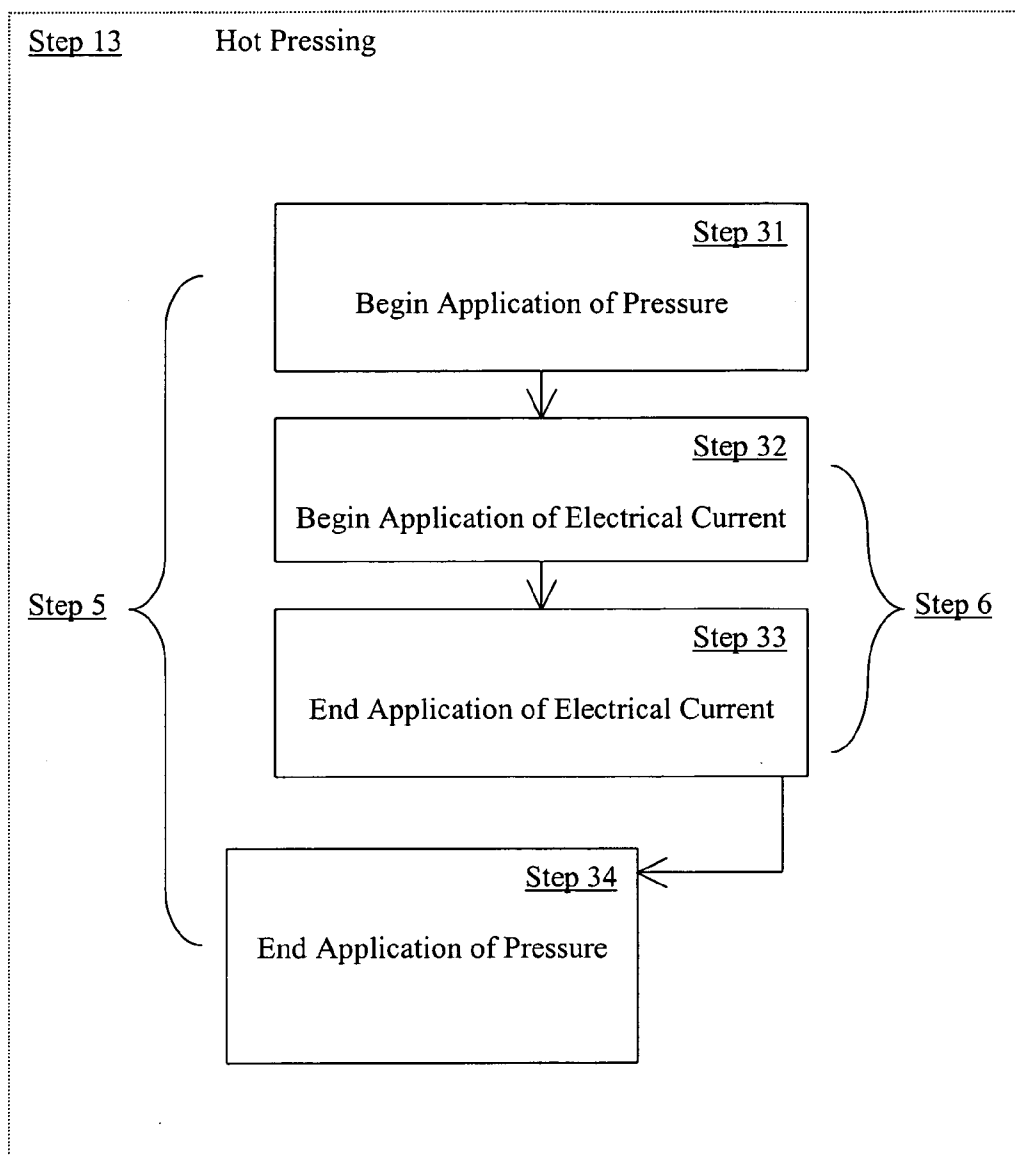 Step 13 Hot Pressing
Step 31
Begin Application of Pressure
Step 32
Begin Application of Electrical Current
Step 5
Step 6
Step 33
End Application of Electrical Current
Step 34
End Application of Pressure